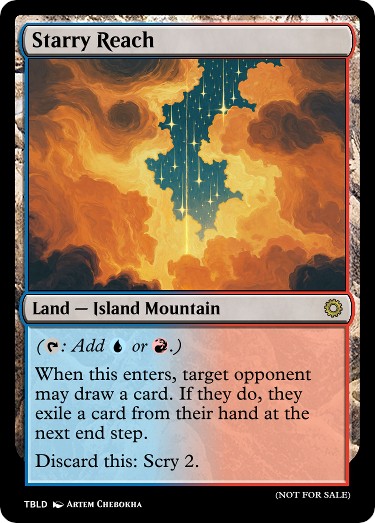 Starry Reach
Land — Island Mountain
(: Add or .)
When this enters, target opponent
may draw a card. If they do, they
exile a card from their hand at the
next end step.
Discard this: Scry 2.
TBLD Artem Chebokha
(NOT FOR SALE)